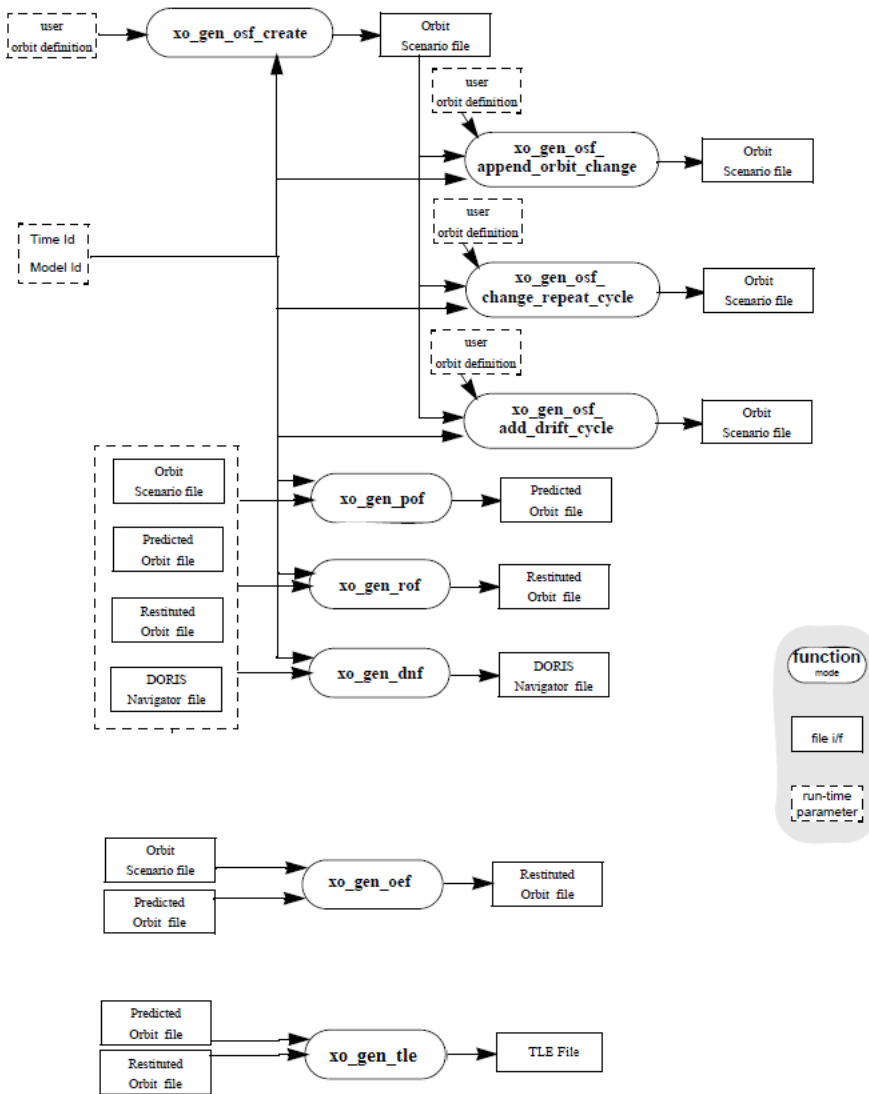 user
orbit definition
xo_gen_osf_create
Orbit
Scenario file
user
orbit definition
xo_gen_osf_
append_orbit_change
Orbit
Scenario file
Time Id
Model Id
user
orbit definition
xo_gen_osf_
change_repeat_cycle
Orbit
Scenario file
user
orbit definition
xo_gen_osf_
add_drift_cycle
Orbit
Scenario file
Orbit
Scenario file
xo_gen_pof
Predicted
Orbit file
Predicted
Orbit file
xo_gen_rof
Restituted
Orbit file
Restituted
Orbit file
DORIS
Navigator file
xo_gen_dnf
DORIS
Navigator file
function
mode
file i/f
run-time
parameter
Orbit
Scenario file
Predicted
Orbit file
xo_gen_oef
Restituted
Orbit file
Predicted
Orbit file
Restituted
Orbit file
xo_gen_tle
TLE File